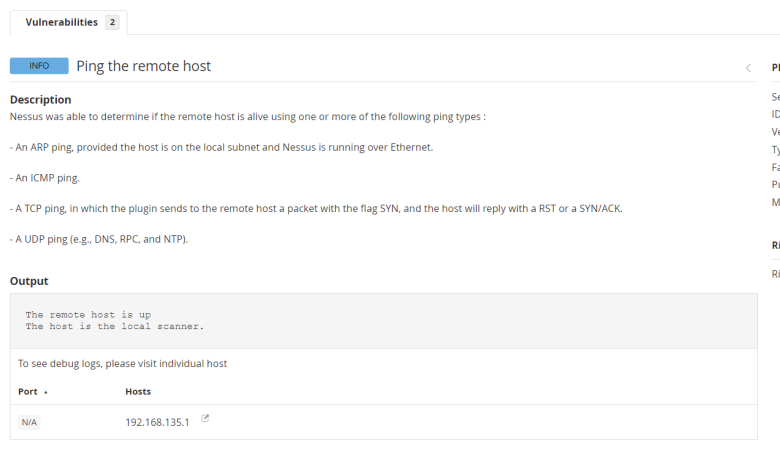 Vulnerabilities 2
INFO Ping the remote host
Description
Nessus was able to determine if the remote host is alive using one or more of the following ping types :
- An ARP ping, provided the host is on the local subnet and Nessus is running over Ethernet.
- An ICMP ping.
- A TCP ping, in which the plugin sends to the remote host a packet with the flag SYN, and the host will reply with a RST or a SYN/ACK.
- A UDP ping (e.g., DNS, RPC, and NTP).
Output
The remote host is up
The host is the local scanner.
To see debug logs, please visit individual host
Port Hosts
N/A 192.168.135.1